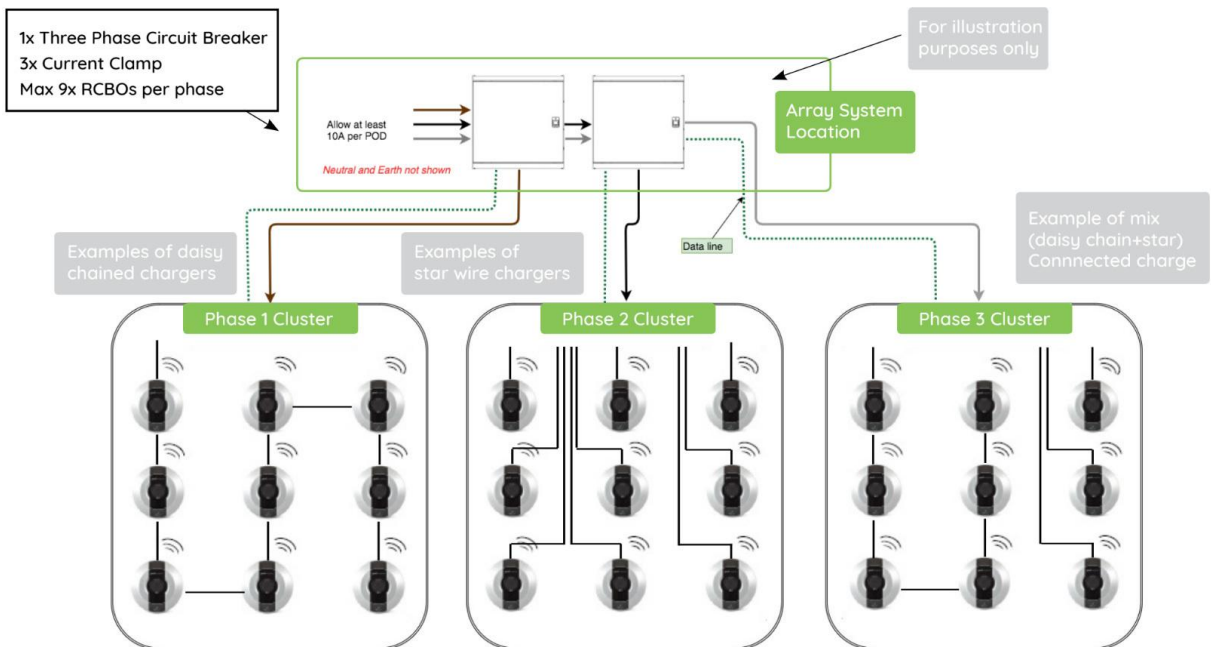 1x Three Phase Circuit Breaker
3x Current Clamp
Max 9x RCBOs per phase
For illustration
purposes only
Array System
Location
Allow at least
10A per POD
Neutral and Earth not shown
Examples of daisy
chained chargers
Examples of
star wire chargers
Data line
Example of mix
(daisy chain+star)
Connnected charge
Phase 1 Cluster
Phase 2 Cluster
Phase 3 Cluster